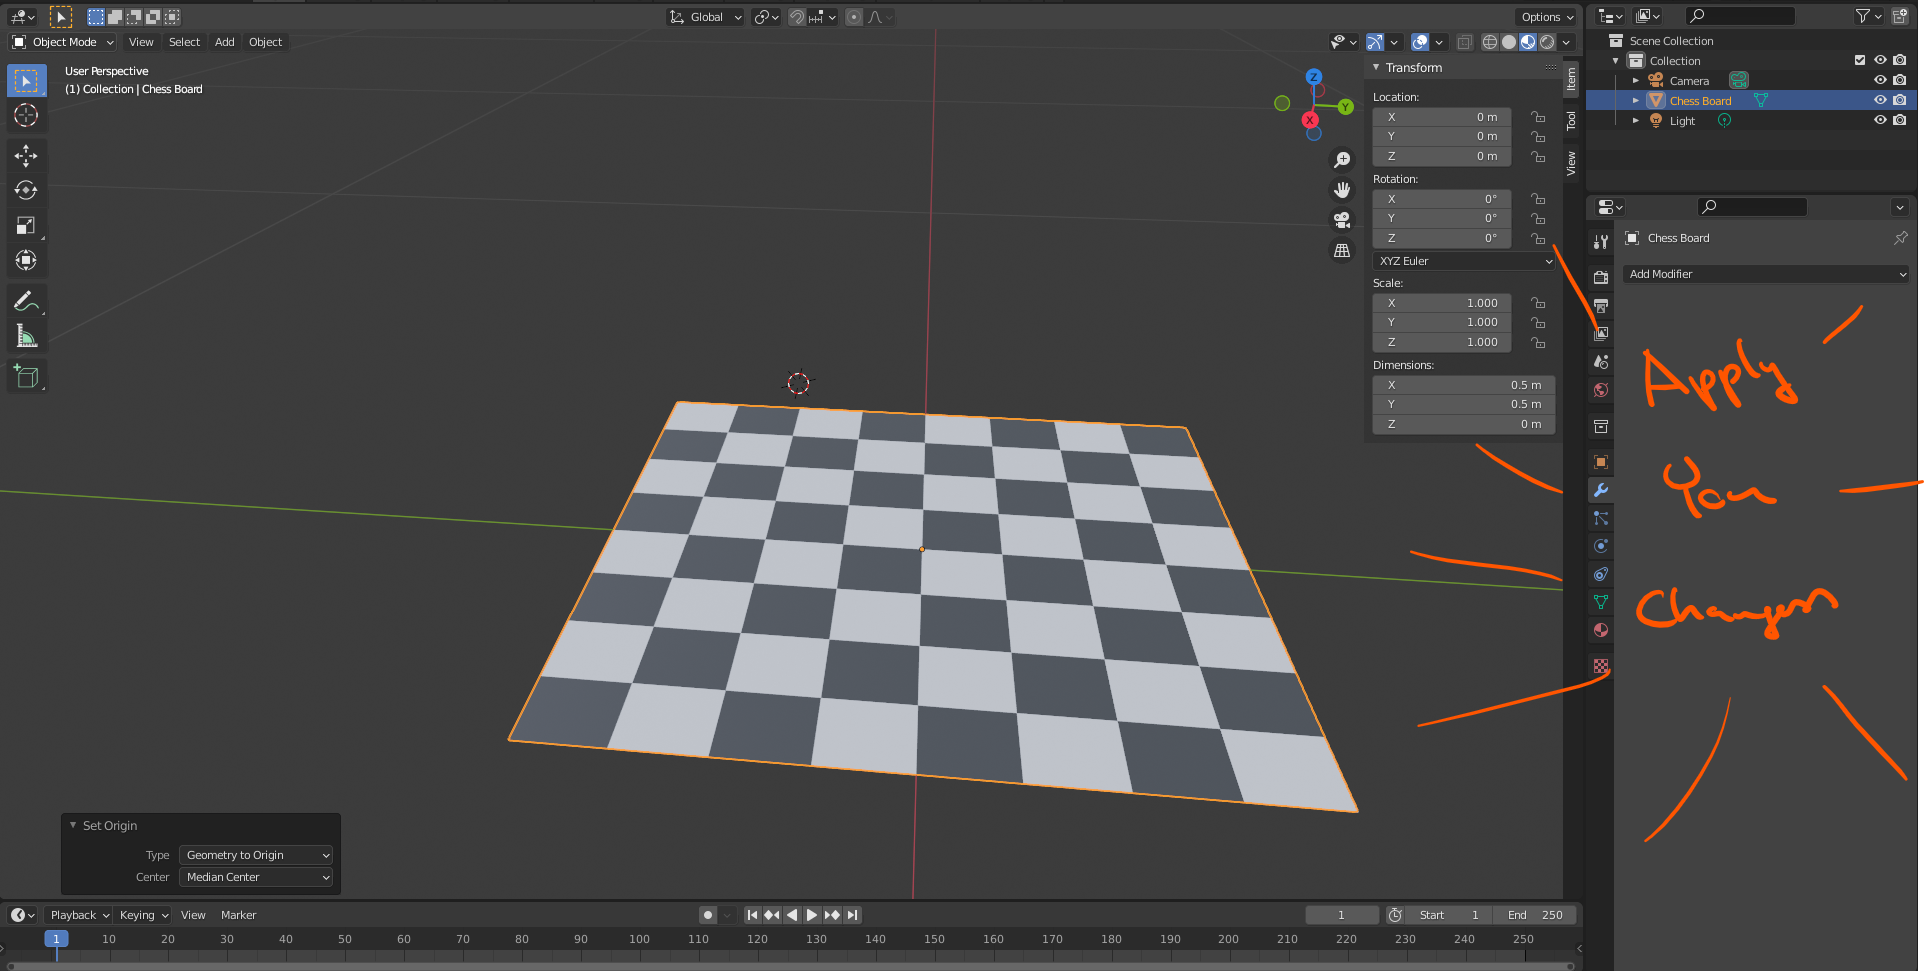 Global
Options
Object Mode View Select Add Object
User Perspective
(1) Collection | Chess Board
Z
Y
X
Transform
Location:
X 0 m
Y 0 m
Z 0 m
Rotation:
X 0°
Y 0°
Z 0°
XYZ Euler
Scale:
X 1.000
Y 1.000
Z 1.000
Dimensions:
X 0.5 m
Y 0.5 m
Z 0 m
Item
Tool
View
Scene Collection
Collection
Camera
Chess Board
Light
Chess Board
Add Modifier
Apply
You
Changes
Set Origin
Type Geometry to Origin
Center Median Center
Playback Keying View Marker
1 Start 1 End 250
1 10 20 30 40 50 60 70 80 90 100 110 120 130 140 150 160 170 180 190 200 210 220 230 240 250